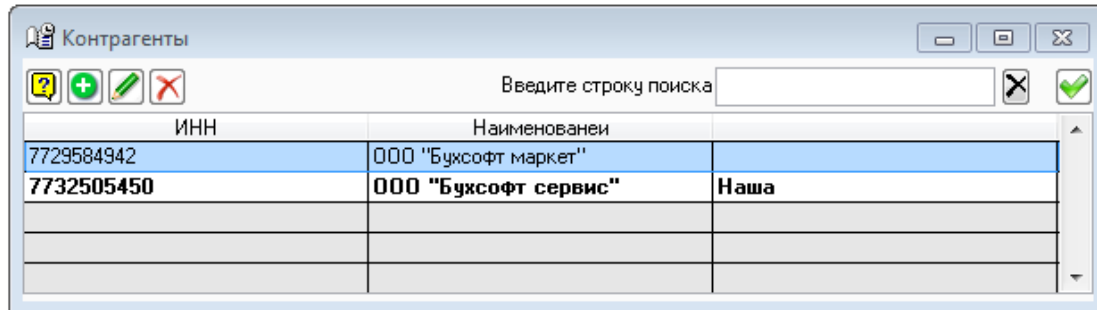 Контрагенты
Введите строку поиска
ИНН Наименованеи
7729584942 ООО "Бухсофт маркет"
7732505450 ООО "Бухсофт сервис" Наша